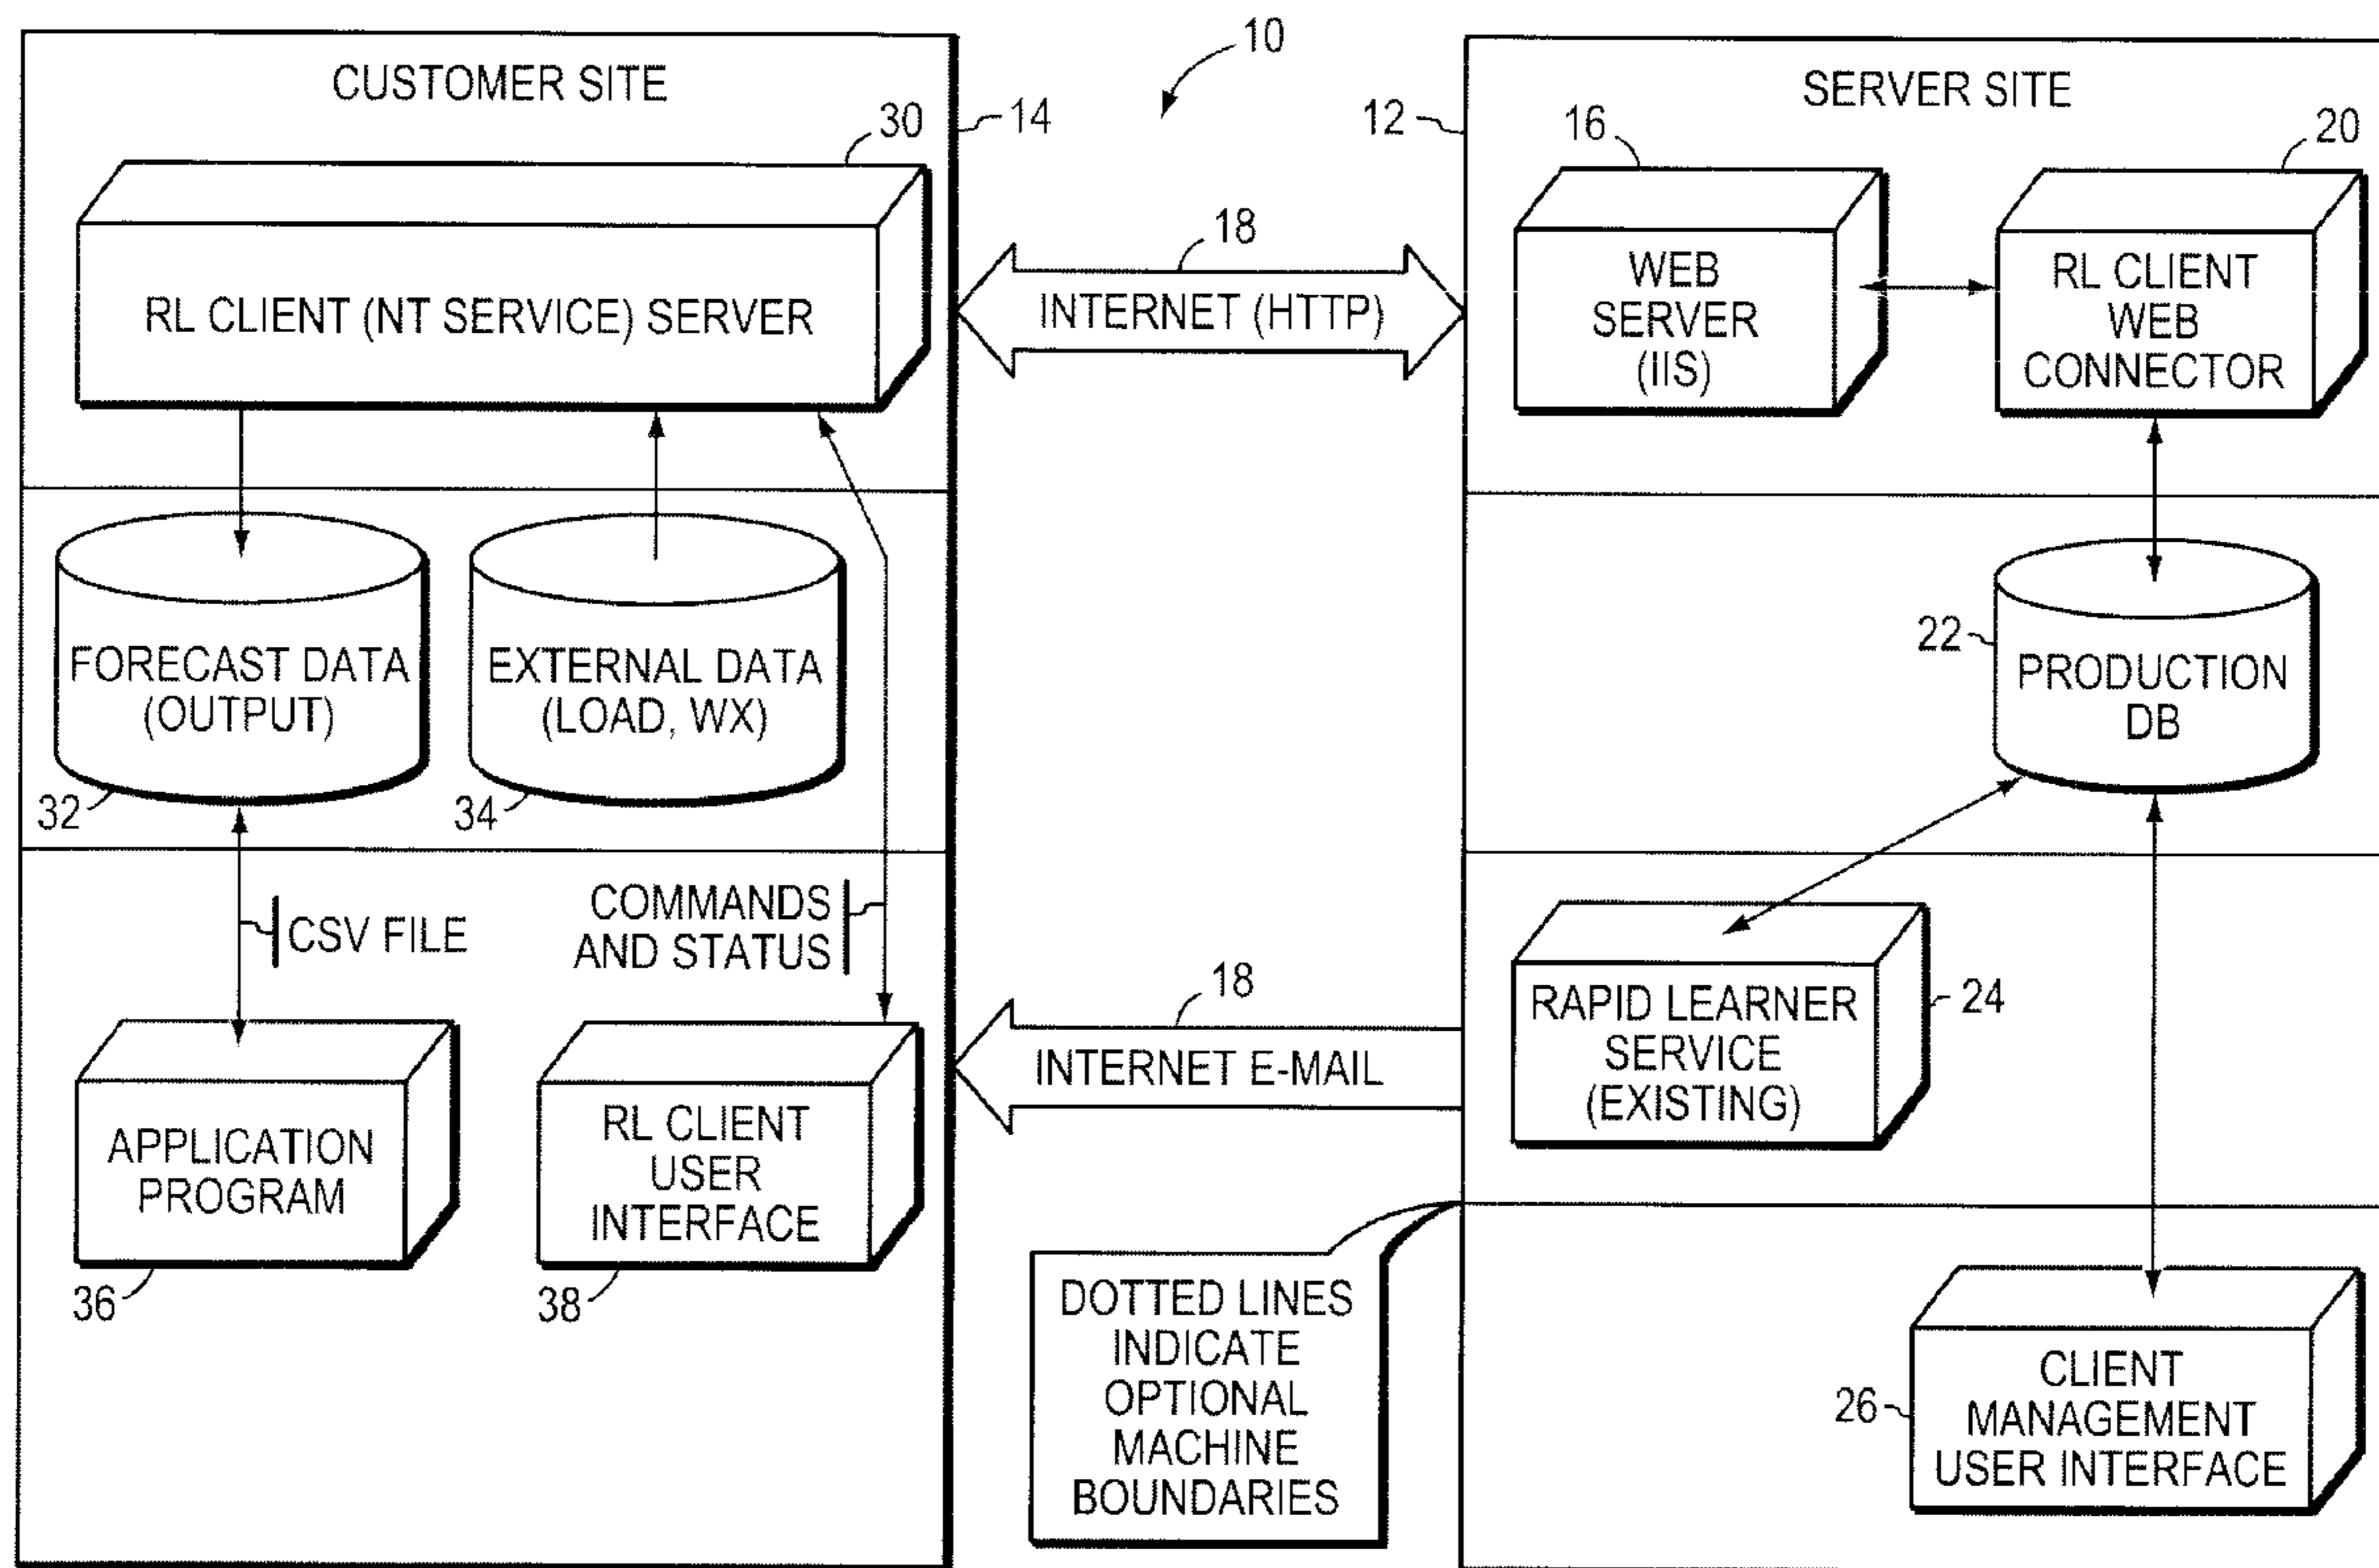 10
CUSTOMER SITE
14
30
RL CLIENT (NT SERVICE) SERVER
FORECAST DATA
(OUTPUT)
32
EXTERNAL DATA
(LOAD, WX)
34
CSV FILE
COMMANDS
AND STATUS
APPLICATION
PROGRAM
36
RL CLIENT
USER
INTERFACE
38
18
INTERNET (HTTP)
18
INTERNET E-MAIL
DOTTED LINES
INDICATE
OPTIONAL
MACHINE
BOUNDARIES
SERVER SITE
12
16
WEB
SERVER
(IIS)
20
RL CLIENT
WEB
CONNECTOR
22
PRODUCTION
DB
RAPID LEARNER
SERVICE
(EXISTING)
24
26
CLIENT
MANAGEMENT
USER INTERFACE